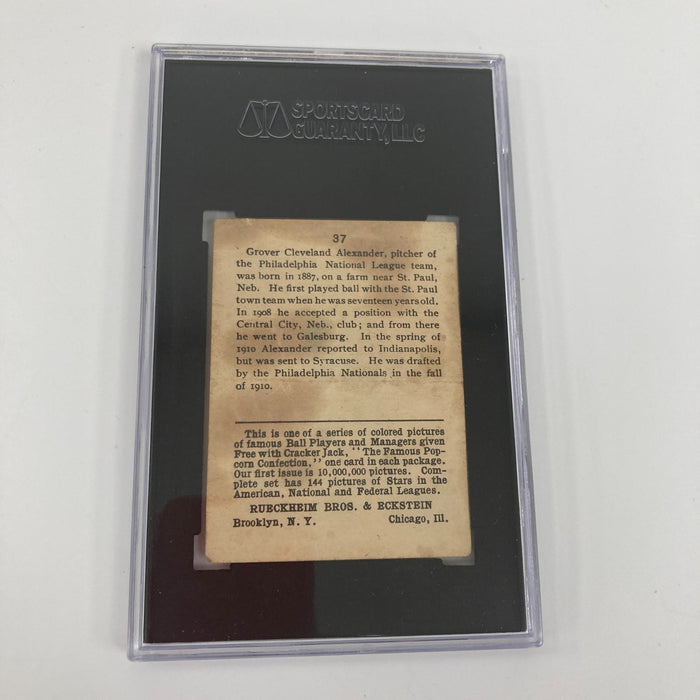 SPORTSCARD
GUARANTY, LLC
37
Grover Cleveland Alexander, pitcher of
the Philadelphia National League team,
was born in 1887, on a farm near St. Paul,
Neb. He first played ball with the St. Paul
town team when he was seventeen years old.
In 1908 he accepted a position with the
Central City, Neb., club; and from there
he went to Galesburg. In the spring of
1910 Alexander reported to Indianapolis,
but was sent to Syracuse. He was drafted
by the Philadelphia Nationals in the fall
of 1910.
This is one of a series of colored pictures
of famous Ball Players and Managers given
Free with Cracker Jack, "The Famous Pop-
corn Confection," one card in each package.
Our first issue is 10,000,000 pictures. Com-
plete set has 144 pictures of Stars in the
American, National and Federal Leagues.
RUECKHEIM BROS. & ECKSTEIN
Brooklyn, N. Y. Chicago, Ill.